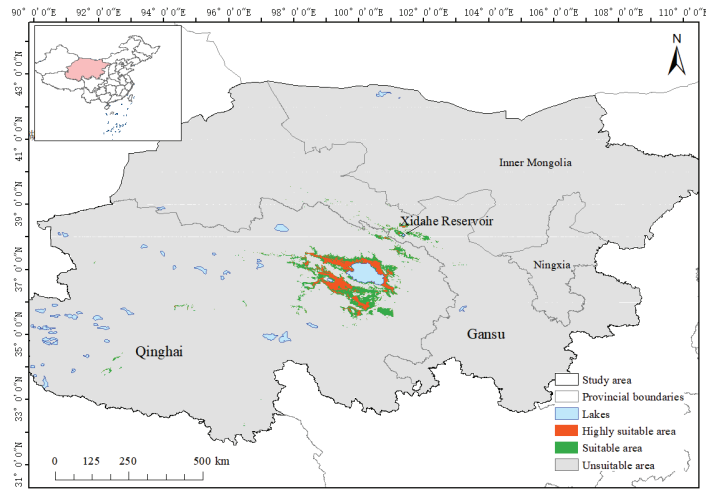 90° 0'0"E 92° 0'0"E 94° 0'0"E 96° 0'0"E 98° 0'0"E 100° 0'0"E 102° 0'0"E 104° 0'0"E 106° 0'0"E 108° 0'0"E 110° 0'0"E
N
43° 0'0"N
41° 0'0"N
39° 0'0"N
37° 0'0"N
35° 0'0"N
33° 0'0"N
31° 0'0"N
Inner Mongolia
Xidahe Reservoir
Ningxia
Gansu
Qinghai
Study area
Provincial boundaries
Lakes
Highly suitable area
Suitable area
Unsuitable area
0 125 250 500 km